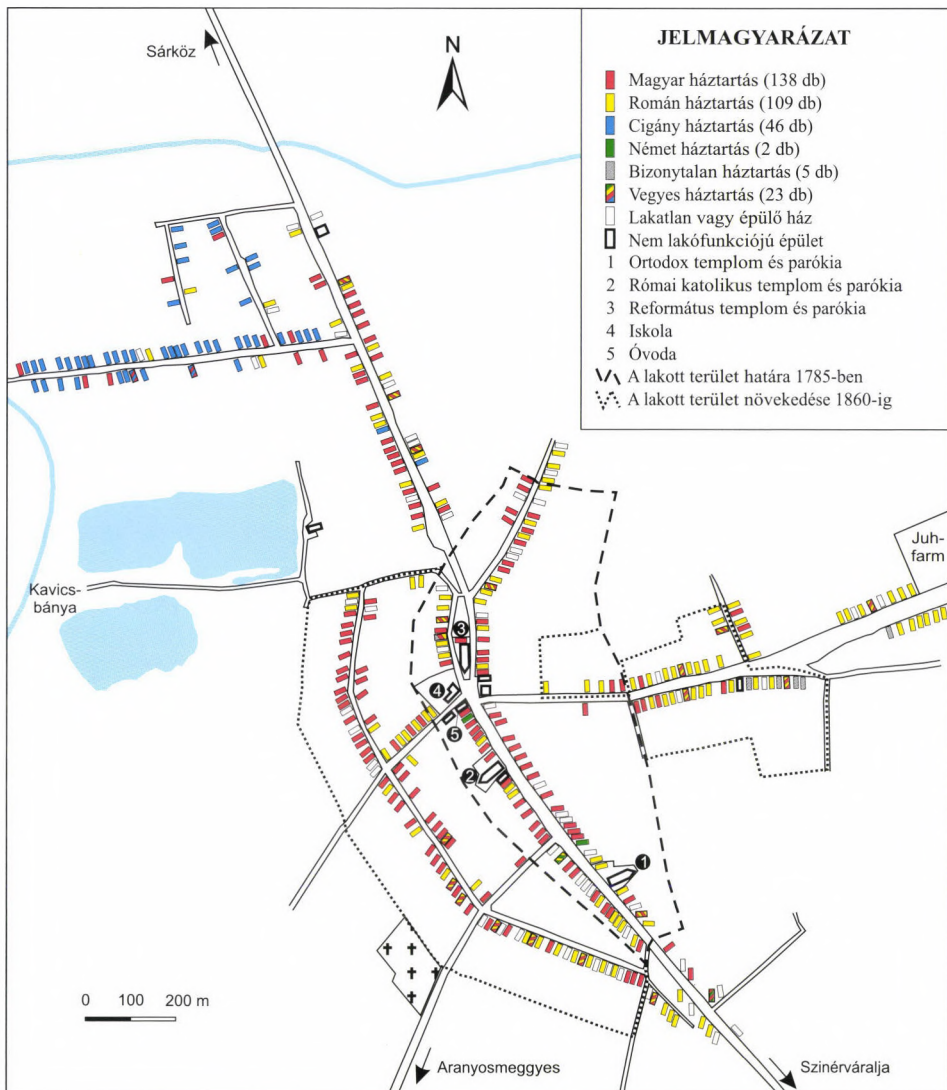 Sárköz
N
JELMAGYARÁZAT
Magyar háztartás (138 db)
Román háztartás (109 db)
Cigány háztartás (46 db)
Német háztartás (2 db)
Bizonytalan háztartás (5 db)
Vegyes háztartás (23 db)
Lakatlan vagy épülő ház
Nem lakófunkciójú épület
1 Ortodox templom és parókia
2 Római katolikus templom és parókia
3 Református templom és parókia
4 Iskola
5 Óvoda
A lakott terület határa 1785-ben
A lakott terület növekedése 1860-ig
Juh-
farm
Kavics-
bánya
3
4
5
2
1
0 100 200 m
Aranyosmeggyes
Szinérváralja